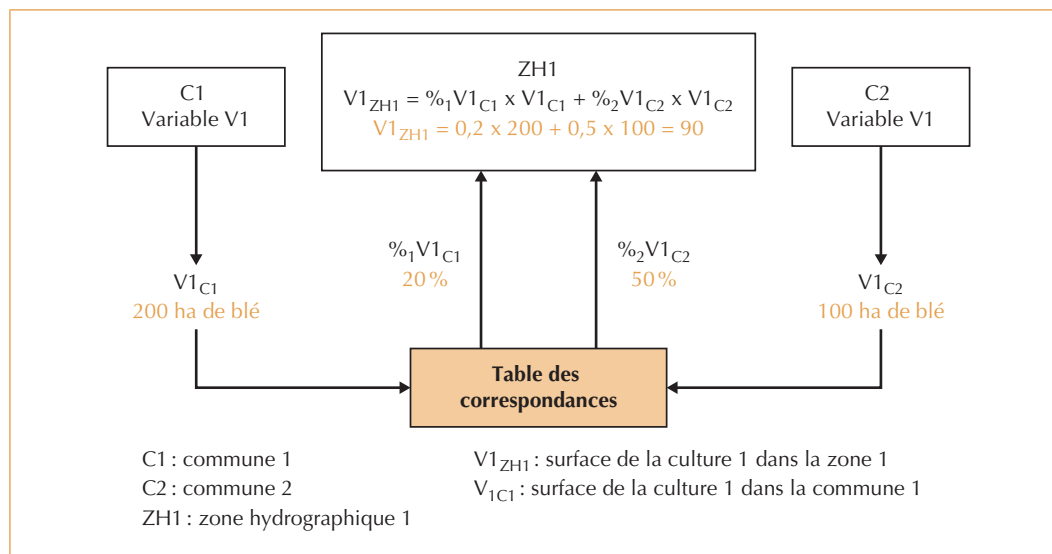 C1
Variable V1
ZH1
V1ZH1 = %1V1C1 x V1C1 + %2V1C2 x V1C2
V1ZH1 = 0,2 x 200 + 0,5 x 100 = 90
C2
Variable V1
%1V1C1
20 %
%2V1C2
50 %
V1C1
200 ha de blé
V1C2
100 ha de blé
Table des
correspondances
C1 : commune 1
C2 : commune 2
ZH1 : zone hydrographique 1
V1ZH1 : surface de la culture 1 dans la zone 1
V1C1 : surface de la culture 1 dans la commune 1